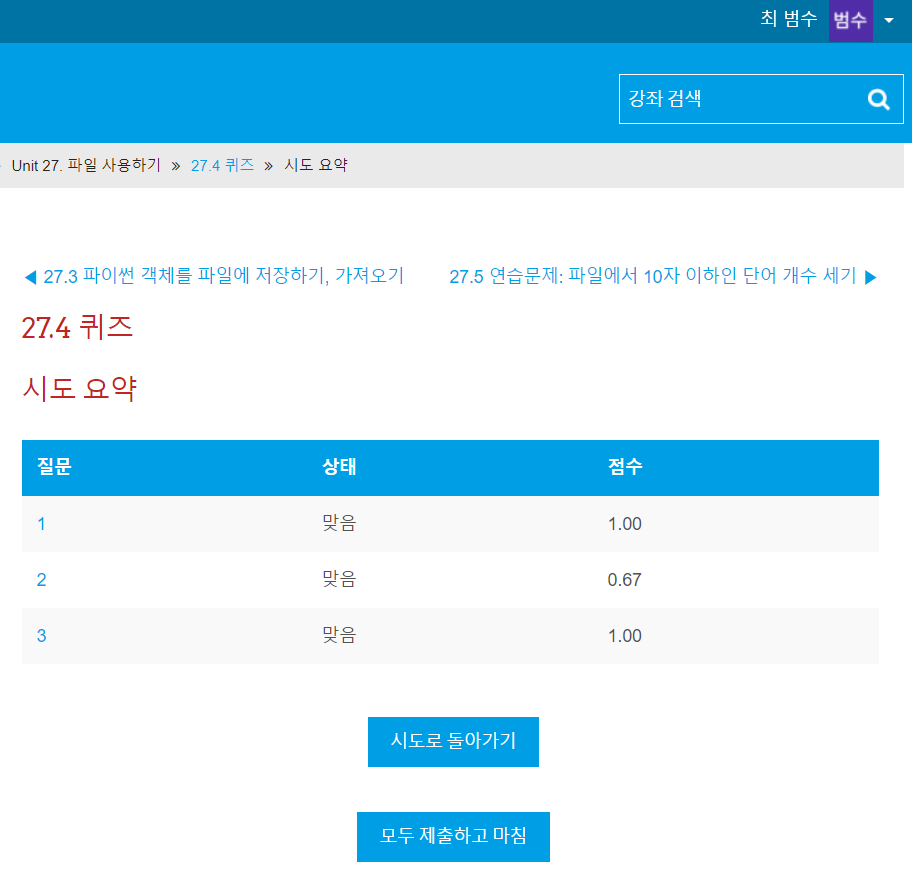 최 범수 범수
강좌 검색
Unit 27. 파일 사용하기 » 27.4 퀴즈 » 시도 요약
◀ 27.3 파이썬 객체를 파일에 저장하기, 가져오기 27.5 연습문제: 파일에서 10자 이하인 단어 개수 세기 ▶
27.4 퀴즈
시도 요약
질문 상태 점수
1 맞음 1.00
2 맞음 0.67
3 맞음 1.00
시도로 돌아가기
모두 제출하고 마침